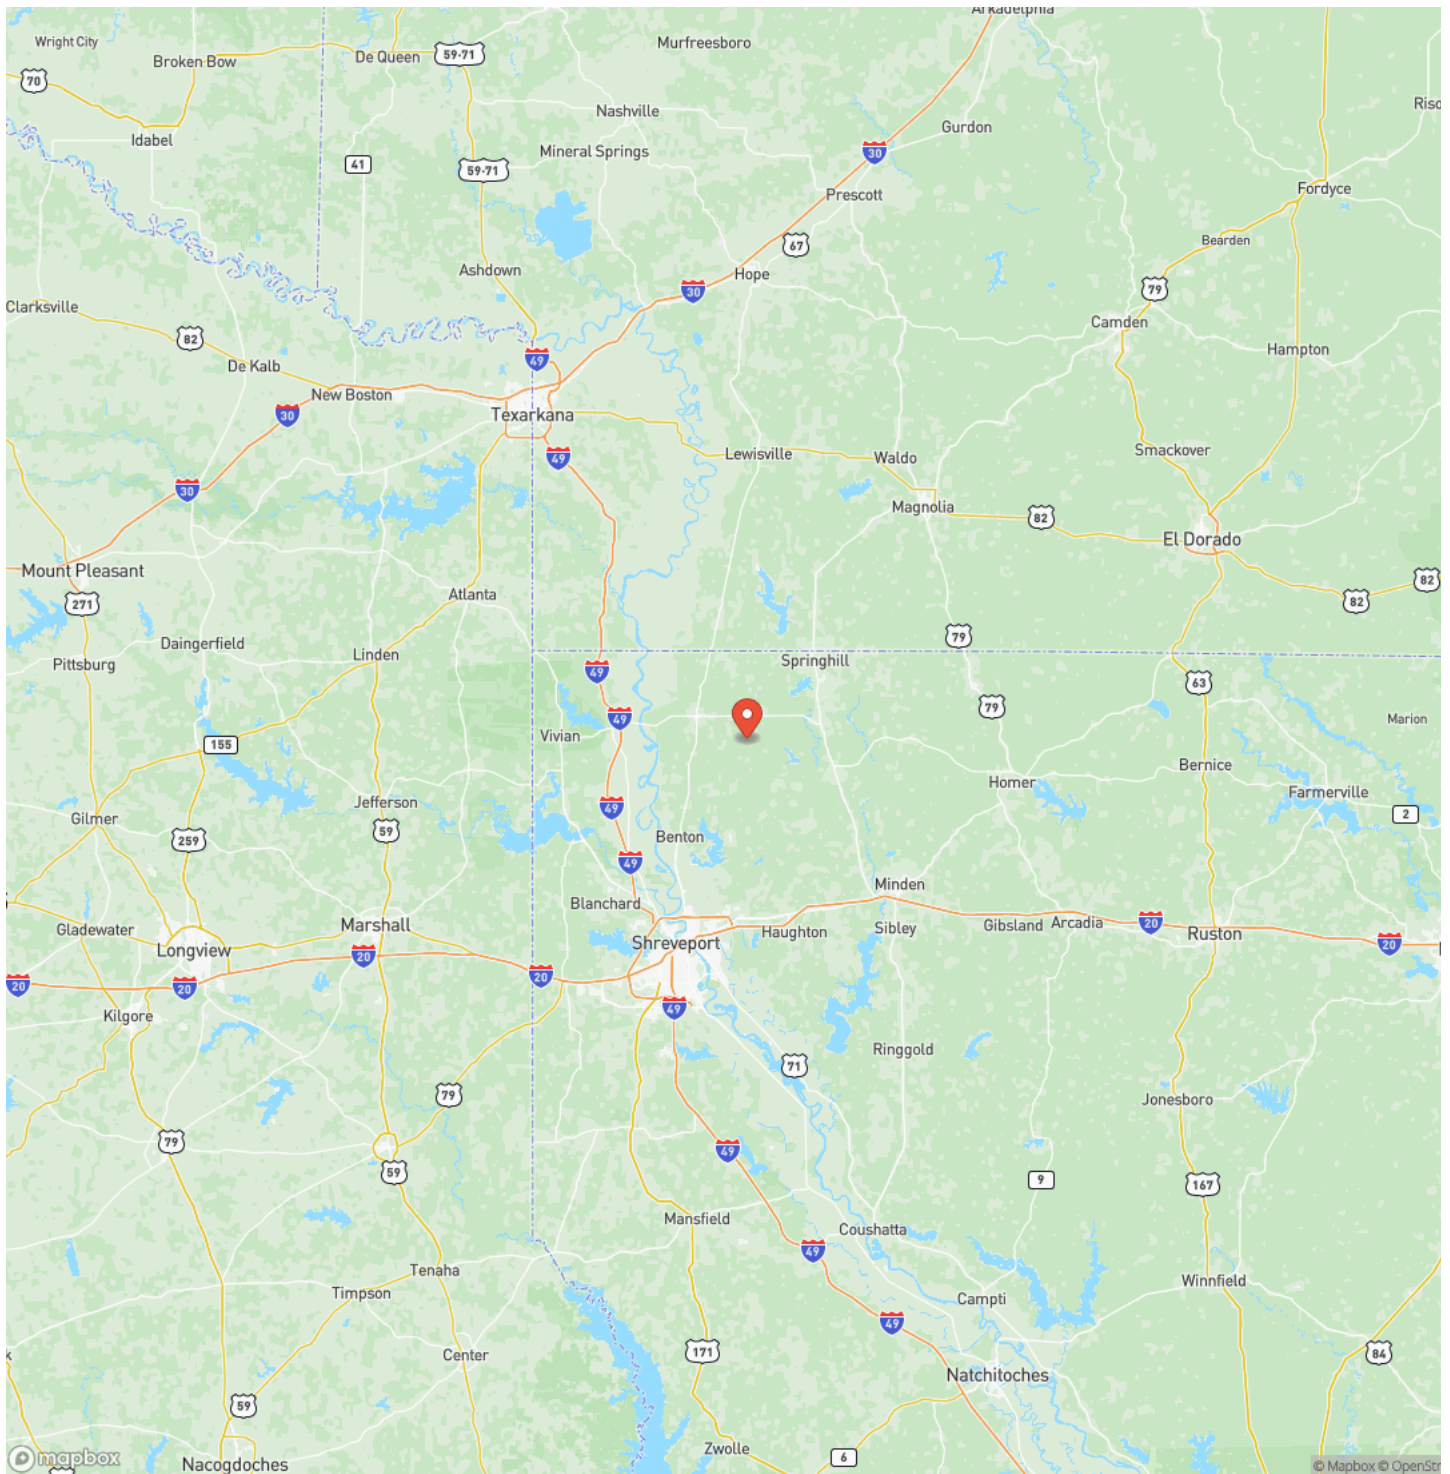 Arkadelphia
Wright City
Murfreesboro
Broken Bow
De Queen
59-71
70
Nashville
Gurdon
Idabel
Mineral Springs
41
59-71
30
Prescott
Fordyce
67
Bearden
Ashdown
Hope
30
79
Clarksville
Camden
82
49
Hampton
De Kalb
New Boston
30
Texarkana
49
Lewisville
Waldo
Smackover
30
Magnolia
82
El Dorado
Mount Pleasant
271
Atlanta
82
82
Daingerfield
79
Linden
Springhill
Pittsburg
49
63
79
49
Marion
155
Vivian
Bernice
Homer
Farmerville
Jefferson
49
2
Gilmer
59
259
Benton
49
Minden
Blanchard
Gladewater
Marshall
Haughton
Sibley
Gibsland
Arcadia
20
Longview
Shreveport
Ruston
20
20
20
20
20
49
Kilgore
Ringgold
71
79
Jonesboro
79
49
59
9
167
Mansfield
Coushatta
49
Tenaha
Winnfield
Timpson
Campti
49
171
84
Center
Natchitoches
59
Zwolle
6
mapbox
Nacogdoches
© Mapbox © OpenStr